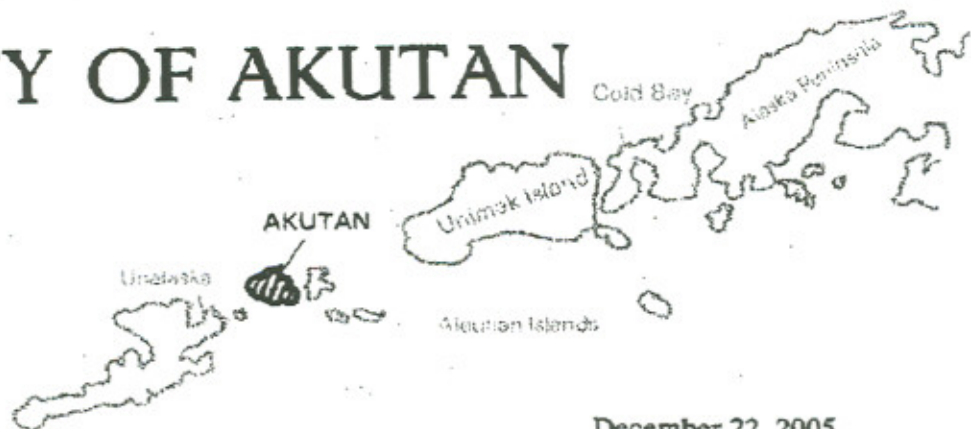 Y OF AKUTAN
Cold Bay
Alaska Peninsula
Unimak Island
AKUTAN
Unalaska
Aleutian Islands
December 22, 2005